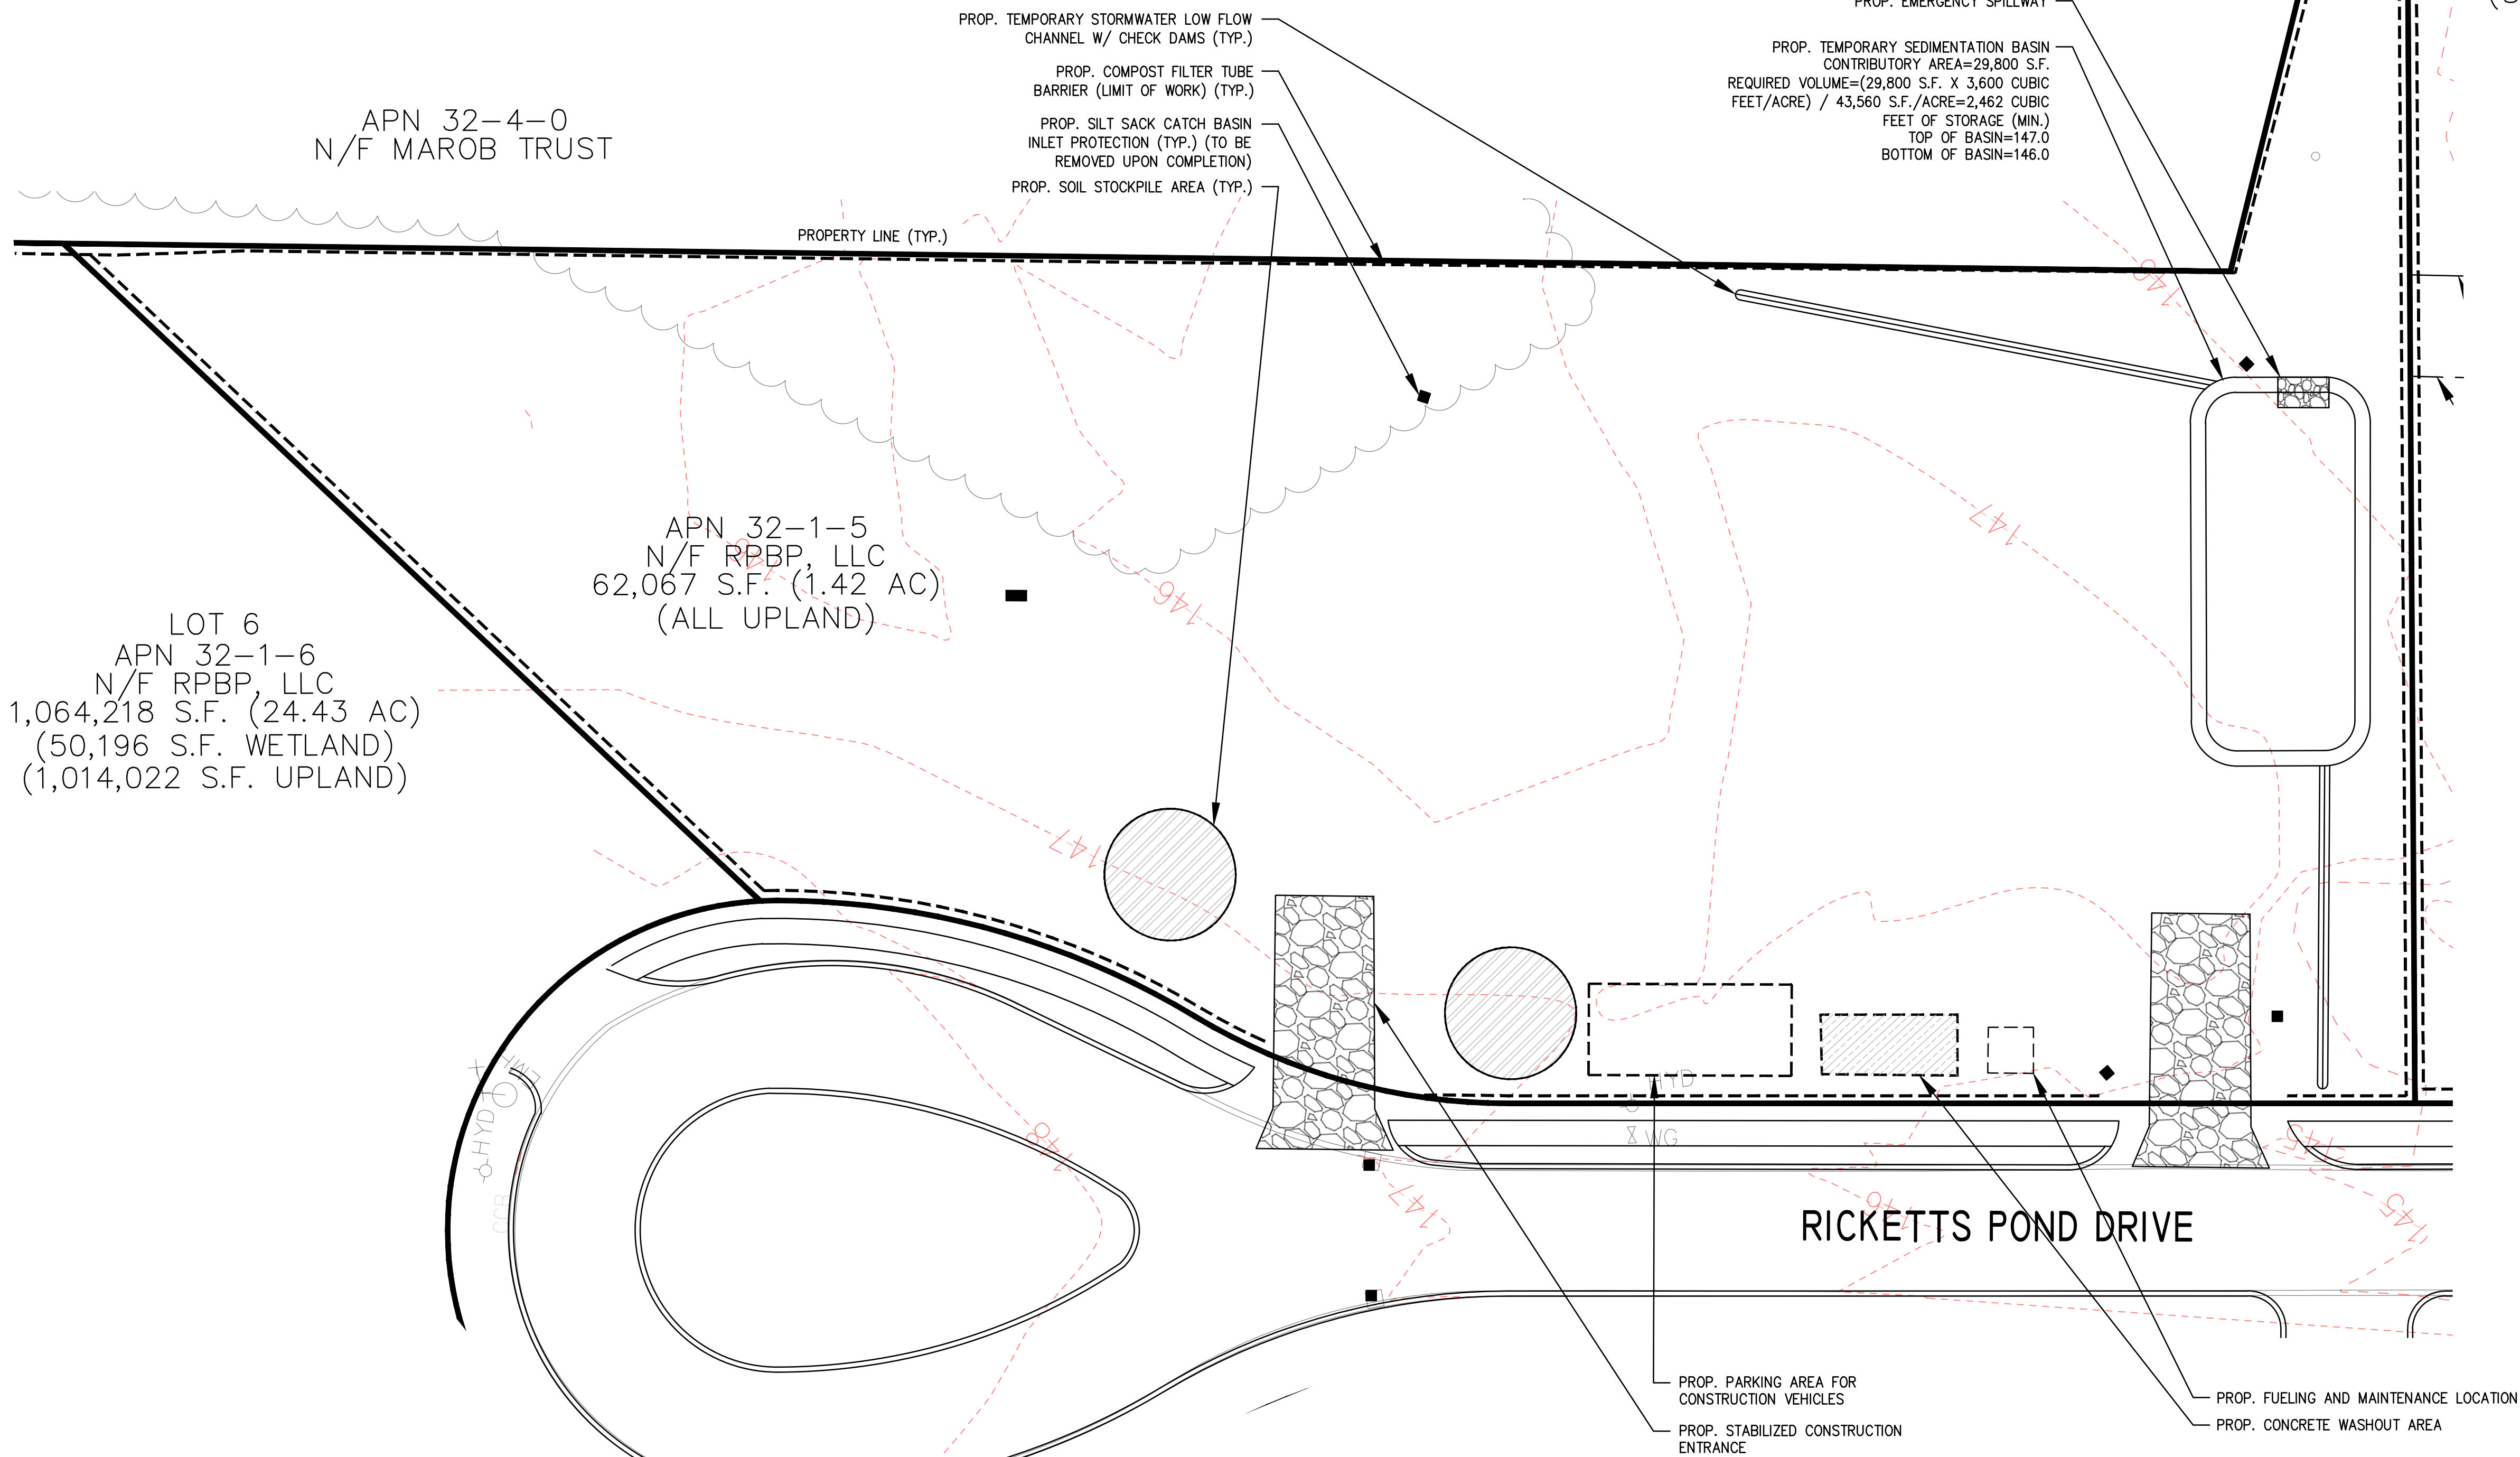 PROP. TEMPORARY STORMWATER LOW FLOW
CHANNEL W/ CHECK DAMS (TYP.)
PROP. COMPOST FILTER TUBE
BARRIER (LIMIT OF WORK) (TYP.)
PROP. SILT SACK CATCH BASIN
INLET PROTECTION (TYP.) (TO BE
REMOVED UPON COMPLETION)
PROP. SOIL STOCKPILE AREA (TYP.)
PROP. EMERGENCY SPILLWAY
PROP. TEMPORARY SEDIMENTATION BASIN
CONTRIBUTORY AREA=29,800 S.F.
REQUIRED VOLUME=(29,800 S.F. X 3,600 CUBIC
FEET/ACRE) / 43,560 S.F./ACRE=2,462 CUBIC
FEET OF STORAGE (MIN.)
TOP OF BASIN=147.0
BOTTOM OF BASIN=146.0
APN 32-4-0
N/F MAROB TRUST
PROPERTY LINE (TYP.)
146
147
APN 32-1-5
N/F RPBP, LLC
62,067 S.F. (1.42 AC)
(ALL UPLAND)
146
146
LOT 6
APN 32-1-6
N/F RPBP, LLC
1,064,218 S.F. (24.43 AC)
(50,196 S.F. WETLAND)
(1,014,022 S.F. UPLAND)
147
HYD
WG
HYD
148
147
146
145
145
RICKETTS POND DRIVE
PROP. PARKING AREA FOR
CONSTRUCTION VEHICLES
PROP. STABILIZED CONSTRUCTION
ENTRANCE
PROP. FUELING AND MAINTENANCE LOCATION
PROP. CONCRETE WASHOUT AREA